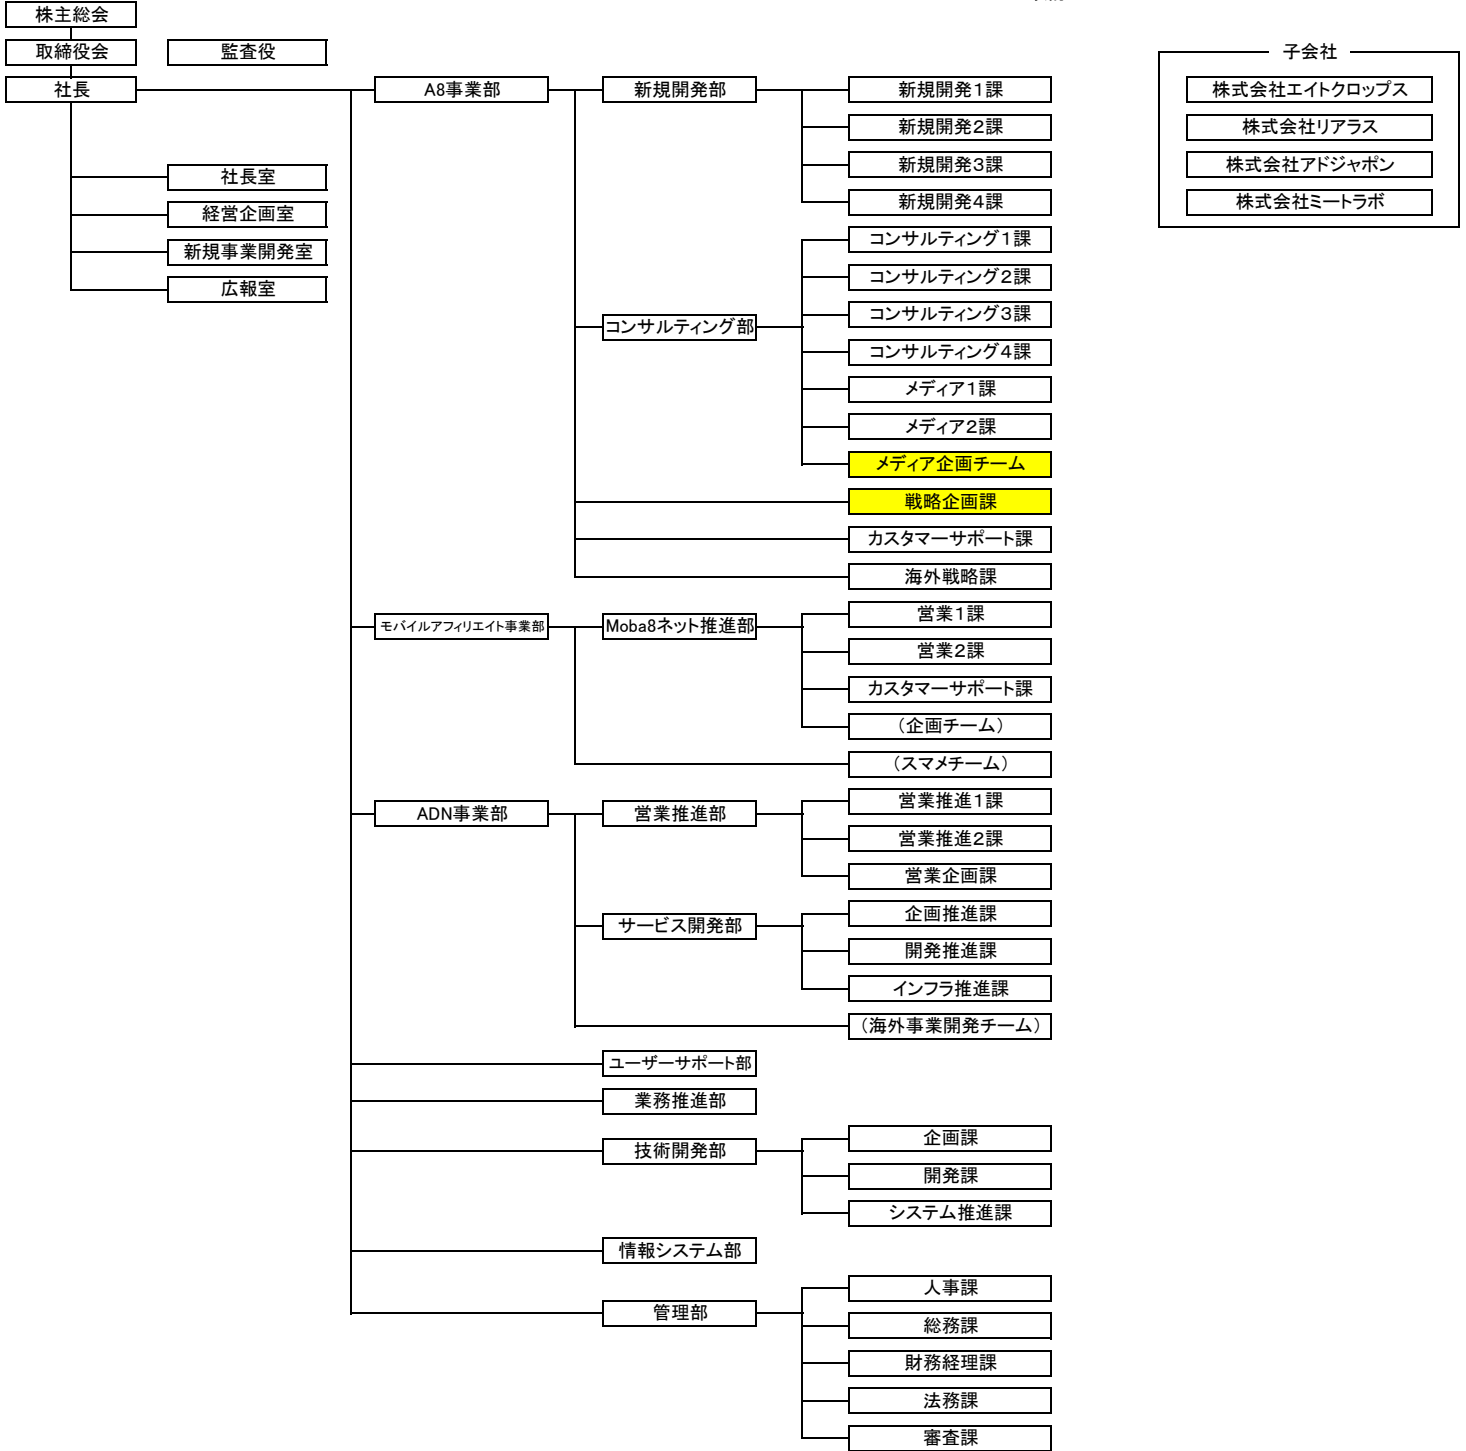 株主総会
取締役会
監査役
社長
社長室
経営企画室
新規事業開発室
広報室
A8事業部
新規開発部
新規開発1課
新規開発2課
新規開発3課
新規開発4課
コンサルティング部
コンサルティング1課
コンサルティング2課
コンサルティング3課
コンサルティング4課
メディア1課
メディア2課
メディア企画チーム
戦略企画課
カスタマーサポート課
海外戦略課
モバイルアフィリエイト事業部
Moba8ネット推進部
営業1課
営業2課
カスタマーサポート課
（企画チーム）
（スマメチーム）
ADN事業部
営業推進部
営業推進1課
営業推進2課
営業企画課
サービス開発部
企画推進課
開発推進課
インフラ推進課
（海外事業開発チーム）
ユーザーサポート部
業務推進部
技術開発部
企画課
開発課
システム推進課
情報システム部
管理部
人事課
総務課
財務経理課
法務課
審査課
子会社
株式会社エイトクロップス
株式会社リアラス
株式会社アドジャポン
株式会社ミートラボ